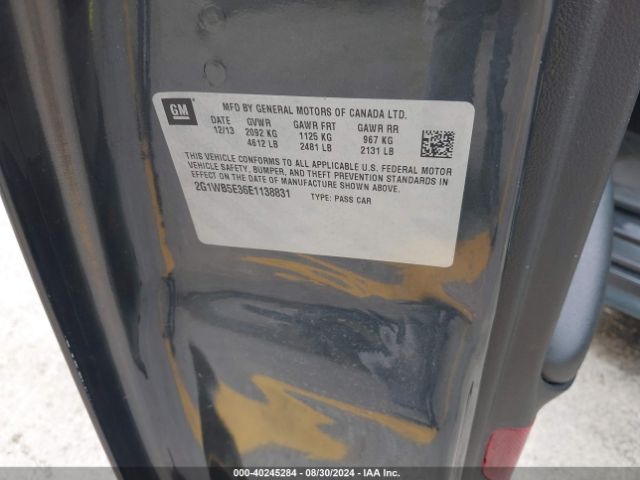 GM
MFD BY GENERAL MOTORS OF CANADA LTD.
DATE GVWR GAWR FRT GAWR RR
12/13 2092 KG 1125 KG 967 KG
4612 LB 2481 LB 2131 LB
THIS VEHICLE CONFORMS TO ALL APPLICABLE U.S. FEDERAL MOTOR
VEHICLE SAFETY, BUMPER, AND THEFT PREVENTION STANDARDS IN
EFFECT ON THE DATE OF MANUFACTURE SHOWN ABOVE.
2G1WB5E36E1138831 TYPE: PASS CAR
000-40245284 - 08/30/2024 - IAA Inc.